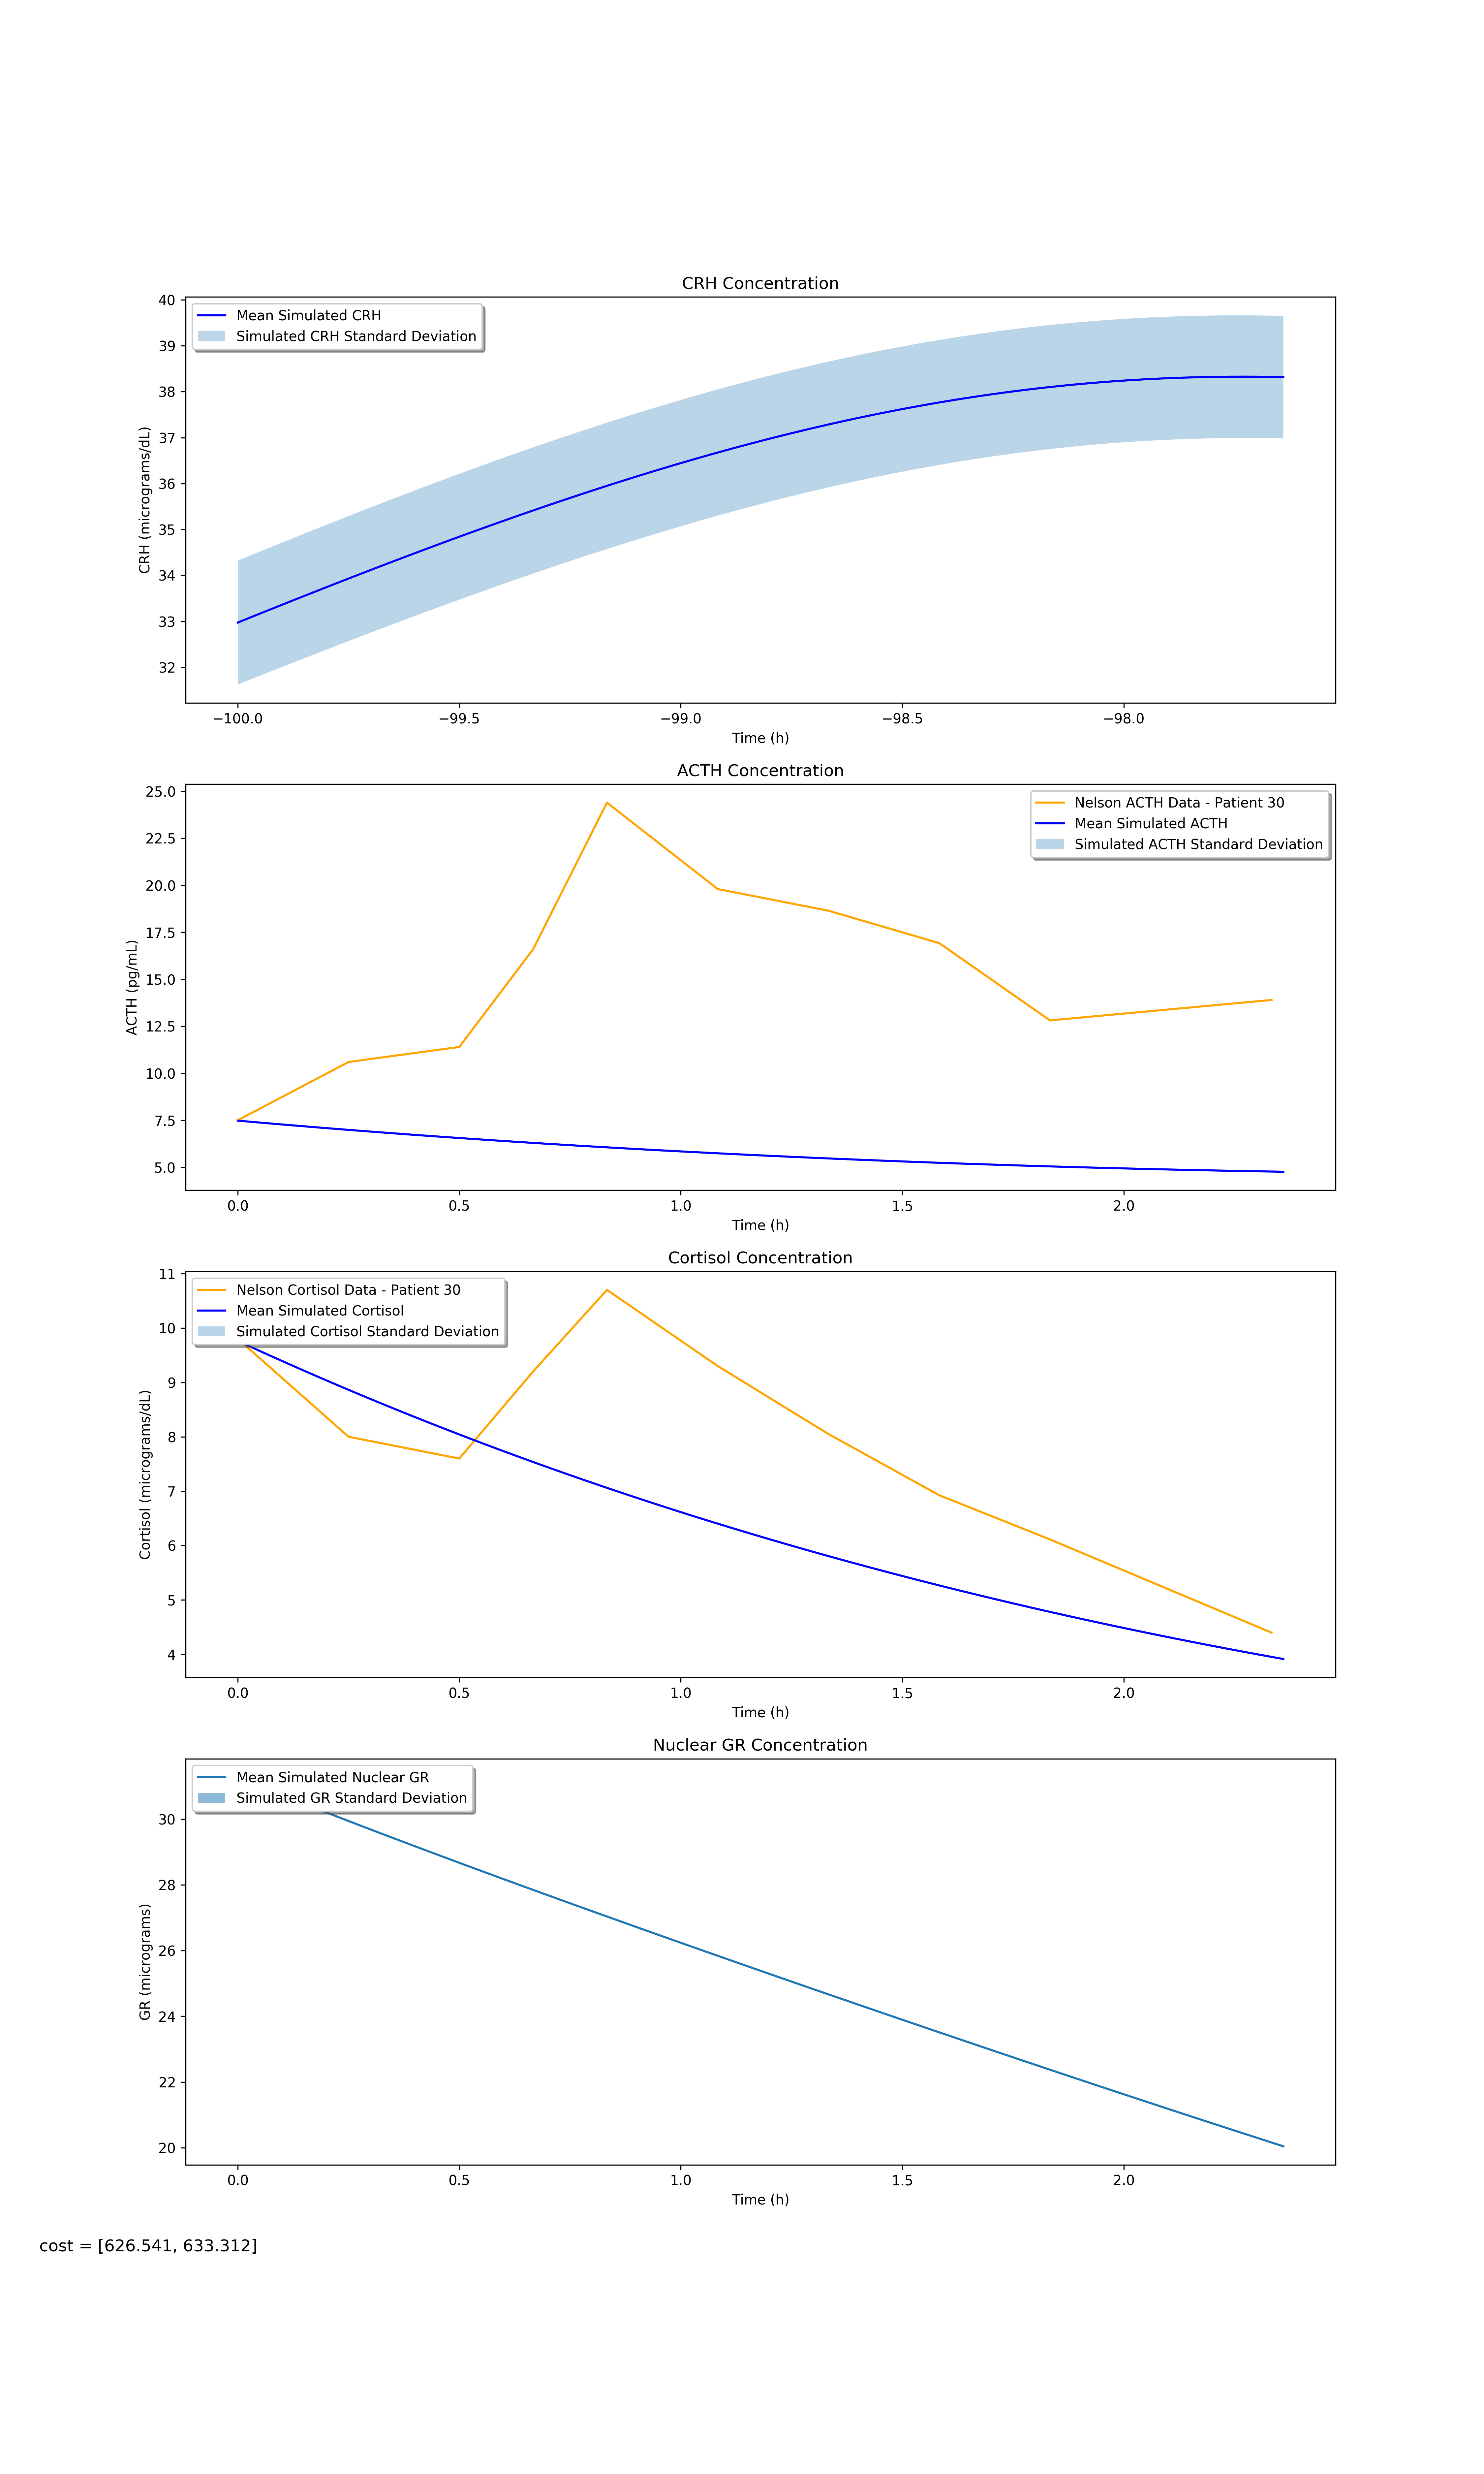 CRH Concentration
Mean Simulated CRH
Simulated CRH Standard Deviation
CRH (micrograms/dL)
40
39
38
37
36
35
34
33
32
−100.0 −99.5 −99.0 −98.5 −98.0
Time (h)
ACTH Concentration
Nelson ACTH Data - Patient 30
Mean Simulated ACTH
Simulated ACTH Standard Deviation
ACTH (pg/mL)
25.0
22.5
20.0
17.5
15.0
12.5
10.0
7.5
5.0
0.0 0.5 1.0 1.5 2.0
Time (h)
Cortisol Concentration
Nelson Cortisol Data - Patient 30
Mean Simulated Cortisol
Simulated Cortisol Standard Deviation
Cortisol (micrograms/dL)
11
10
9
8
7
6
5
4
0.0 0.5 1.0 1.5 2.0
Time (h)
Nuclear GR Concentration
Mean Simulated Nuclear GR
Simulated GR Standard Deviation
GR (micrograms)
30
28
26
24
22
20
0.0 0.5 1.0 1.5 2.0
Time (h)
cost = [626.541, 633.312]